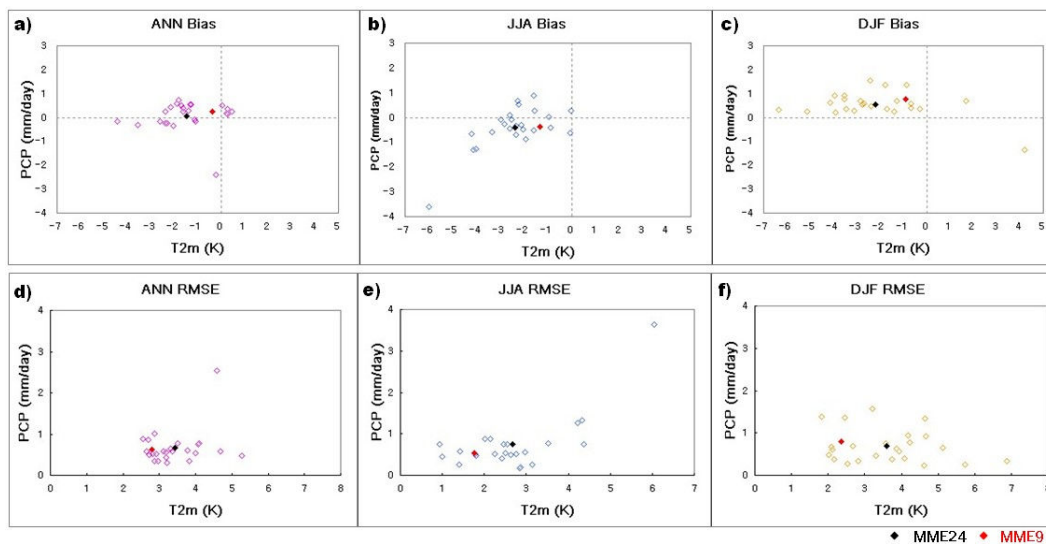 a) ANN Bias
PCP (mm/day)
3
2
1
0
-1
-2
-3
-4
-7 -6 -5 -4 -3 -2 -1 0 1 2 3 4 5
T2m (K)
b) JJA Bias
PCP (mm/day)
3
2
1
0
-1
-2
-3
-4
-7 -6 -5 -4 -3 -2 -1 0 1 2 3 4 5
T2m (K)
c) DJF Bias
PCP (mm/day)
3
2
1
0
-1
-2
-3
-4
-7 -6 -5 -4 -3 -2 -1 0 1 2 3 4 5
T2m (K)
d) ANN RMSE
PCP (mm/day)
4
3
2
1
0
0 1 2 3 4 5 6 7 8
T2m (K)
e) JJA RMSE
PCP (mm/day)
4
3
2
1
0
0 1 2 3 4 5 6 7
T2m (K)
f) DJF RMSE
PCP (mm/day)
4
3
2
1
0
0 1 2 3 4 5 6 7 8
T2m (K)
MME24 MME9